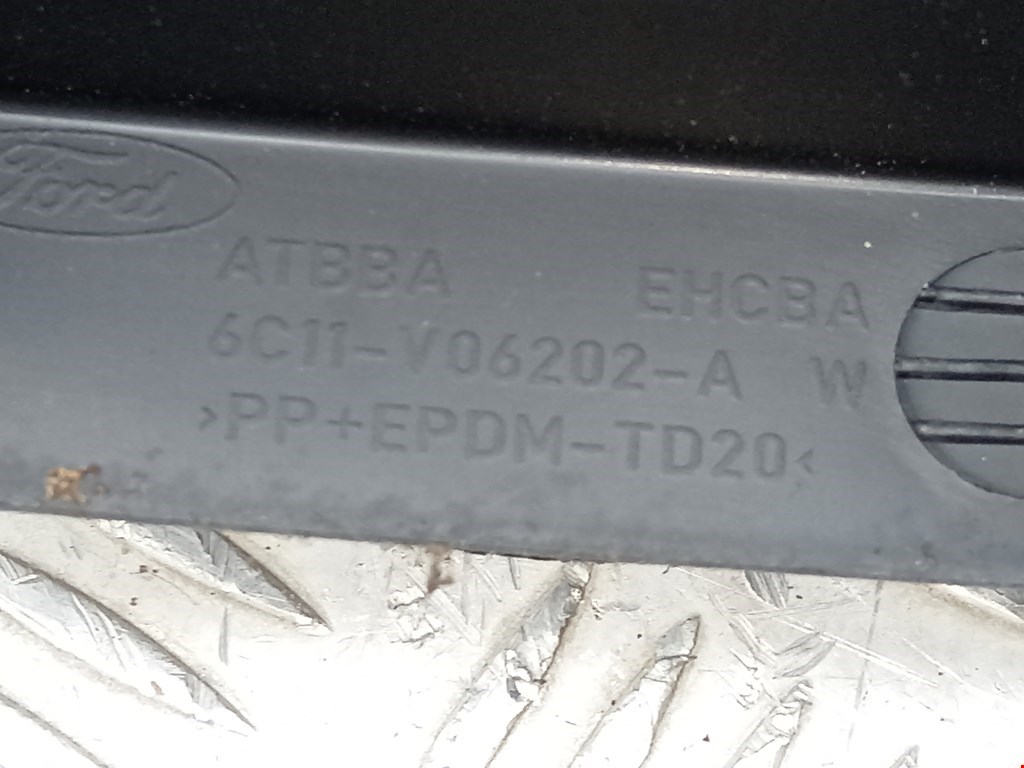 Ford
ATBBA EHCBA
6C11-V06202-A W
>PP+EPDM-TD20<